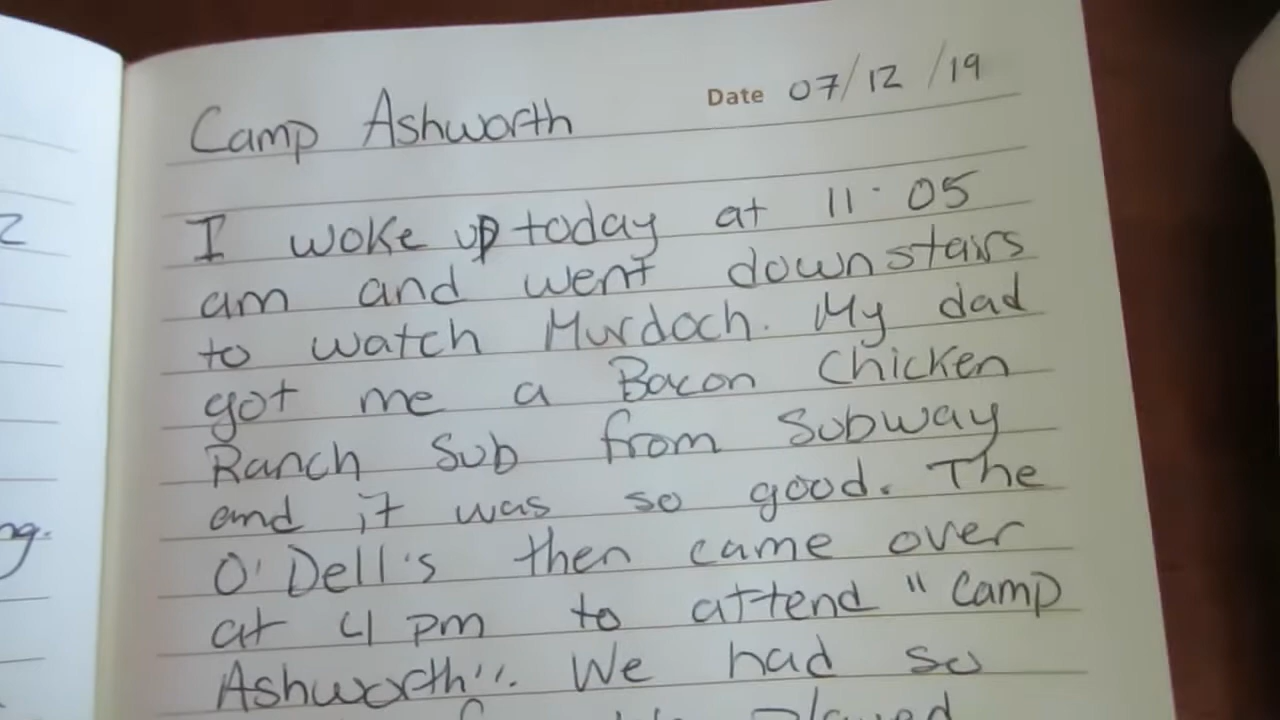 Camp Ashworth Date 07/12/19
I woke up today at 11:05
am and went downstairs
to watch Murdoch. My dad
got me a Bacon Chicken
Ranch Sub from Subway
and it was so good. The
O'Dell's then came over
at 4 pm to attend "Camp
Ashworth". We had so
played